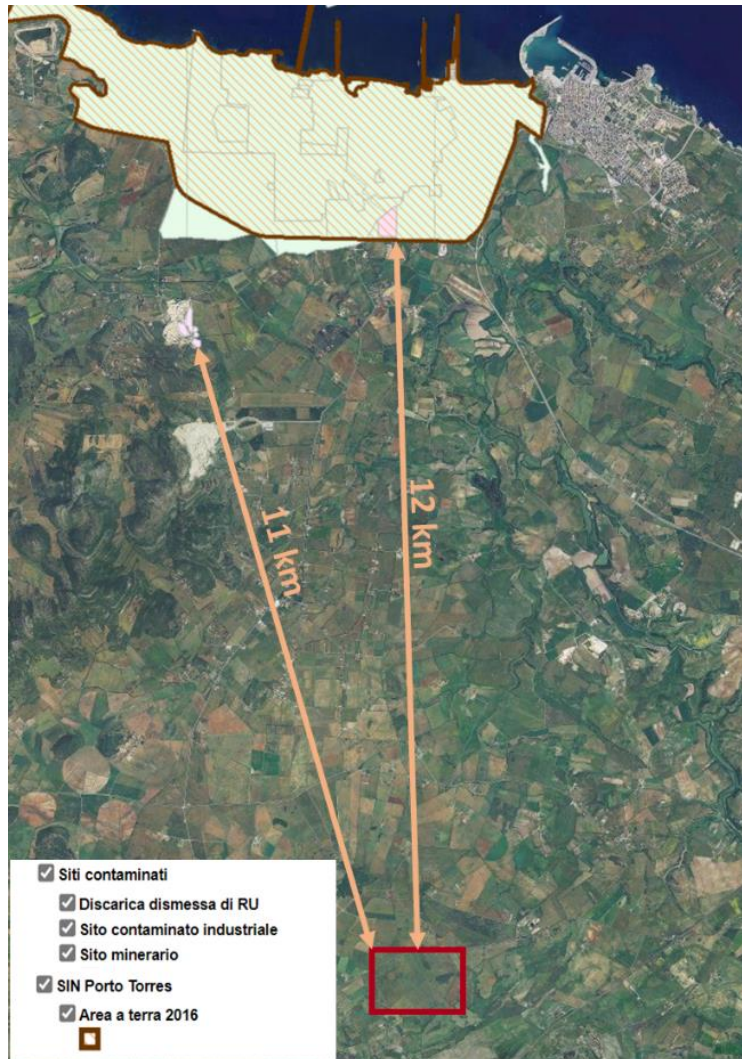 11 km
12 km
Siti contaminati
Discarica dismessa di RU
Sito contaminato industriale
Sito minerario
SIN Porto Torres
Area a terra 2016